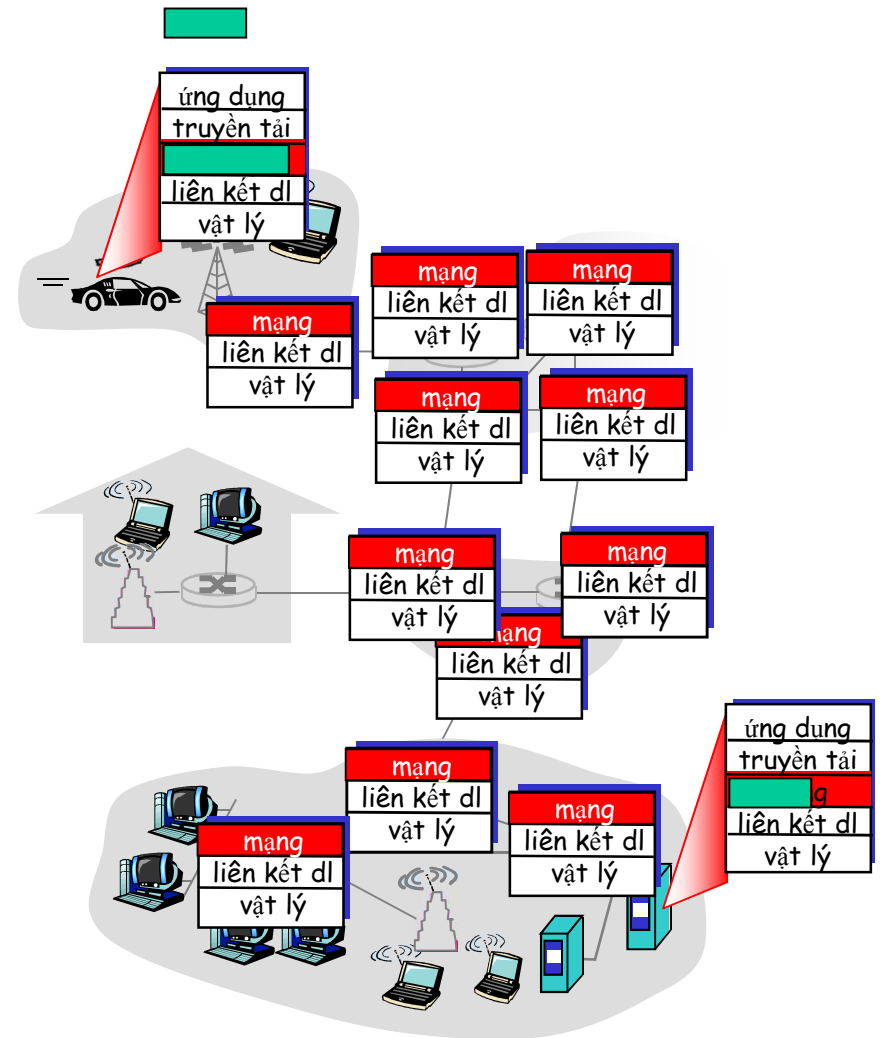 ứng dụng
truyền tải
liên kết dl
vật lý
mạng
liên kết dl
vật lý
mạng
liên kết dl
vật lý
mạng
liên kết dl
vật lý
mạng
liên kết dl
vật lý
mạng
liên kết dl
vật lý
mạng
liên kết dl
vật lý
mạng
liên kết dl
vật lý
liên kết dl
vật lý
ứng dụng
truyền tải
liên kết dl
vật lý
mạng
liên kết dl
vật lý
mạng
liên kết dl
vật lý
mạng
liên kết dl
vật lý